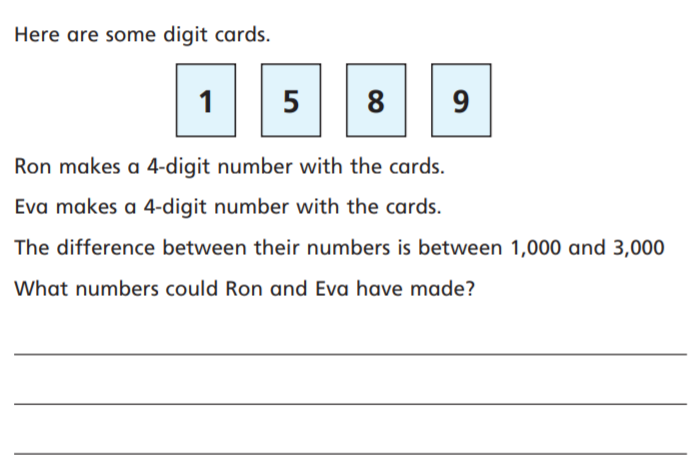 Here are some digit cards.
1 5 8 9
Ron makes a 4-digit number with the cards.
Eva makes a 4-digit number with the cards.
The difference between their numbers is between 1,000 and 3,000
What numbers could Ron and Eva have made?